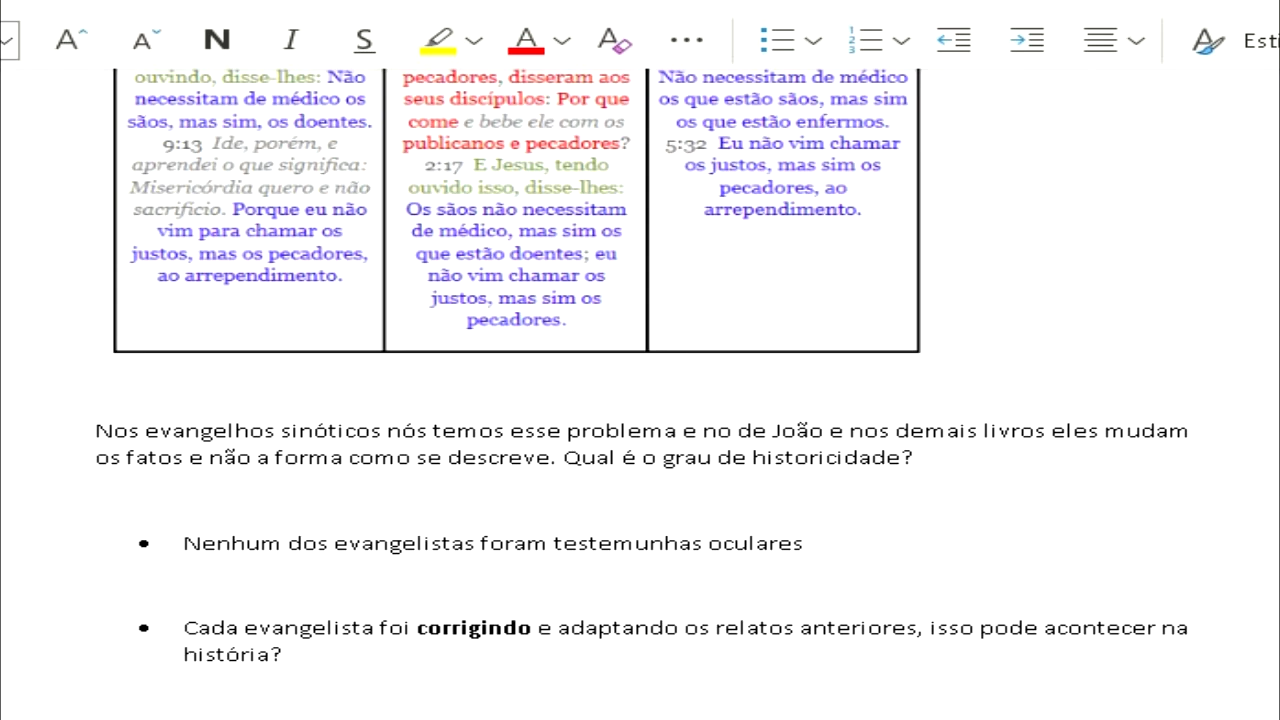 N I S A Esti
ouvindo, disse-lhes: Não
necessitam de médico os
sãos, mas sim, os doentes.
9:13 Ide, porém, e
aprendei o que significa:
Misericórdia quero e não
sacrificio. Porque eu não
vim para chamar os
justos, mas os pecadores,
ao arrependimento.
pecadores, disseram aos
seus discípulos: Por que
come e bebe ele com os
publicanos e pecadores?
2:17 E Jesus, tendo
ouvido isso, disse-lhes:
Os sãos não necessitam
de médico, mas sim os
que estão doentes; eu
não vim chamar os
justos, mas sim os
pecadores.
Não necessitam de médico
os que estão sãos, mas sim
os que estão enfermos.
5:32 Eu não vim chamar
os justos, mas sim os
pecadores, ao
arrependimento.
Nos evangelhos sinóticos nós temos esse problema e no de João e nos demais livros eles mudam
os fatos e não a forma como se descreve. Qual é o grau de historicidade?
• Nenhum dos evangelistas foram testemunhas oculares
• Cada evangelista foi corrigindo e adaptando os relatos anteriores, isso pode acontecer na
história?